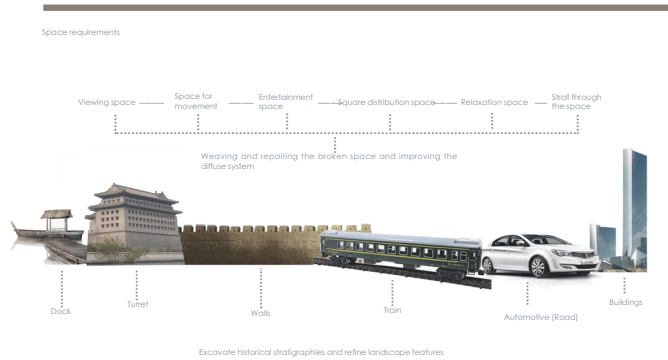 Space requirements
Viewing space
Space for
movement
Entertainment
space
Square distribution space
Relaxation space
Stroll through
the space
Weaving and repairing the broken space and improving the
diffuse system
Dock
Turret
Walls
Train
Automotive (Road)
Buildings
Excavate historical stratigraphies and refine landscape features